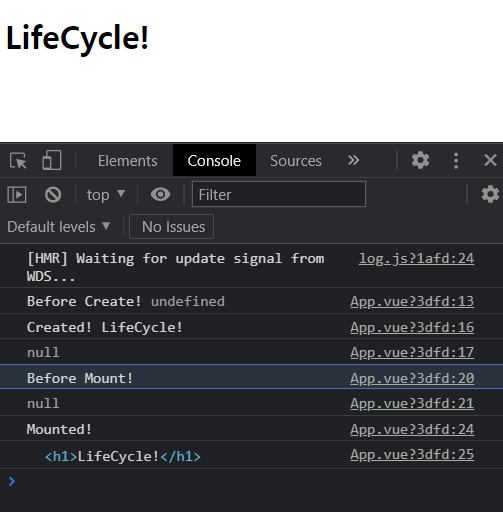 LifeCycle!
Elements Console Sources
top Filter
Default levels No Issues
[HMR] Waiting for update signal from log.js?1afd:24
WDS...
Before Create! undefined App.vue?3dfd:13
Created! LifeCycle! App.vue?3dfd:16
null App.vue?3dfd:17
Before Mount! App.vue?3dfd:20
null App.vue?3dfd:21
Mounted! App.vue?3dfd:24
<h1>LifeCycle!</h1> App.vue?3dfd:25